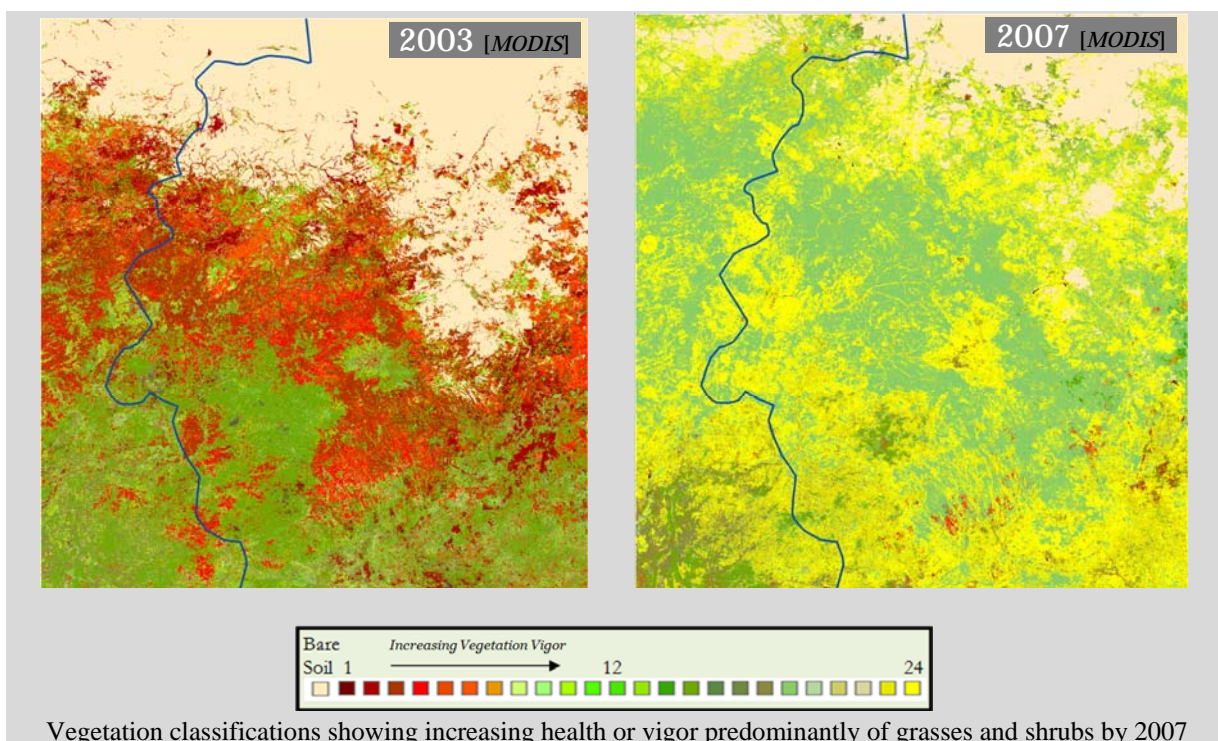 2003 [MODIS]
2007 [MODIS]
Bare Increasing Vegetation Vigor
Soil 1 12 24
Vegetation classifications showing increasing health or vigor predominantly of grasses and shrubs by 2007